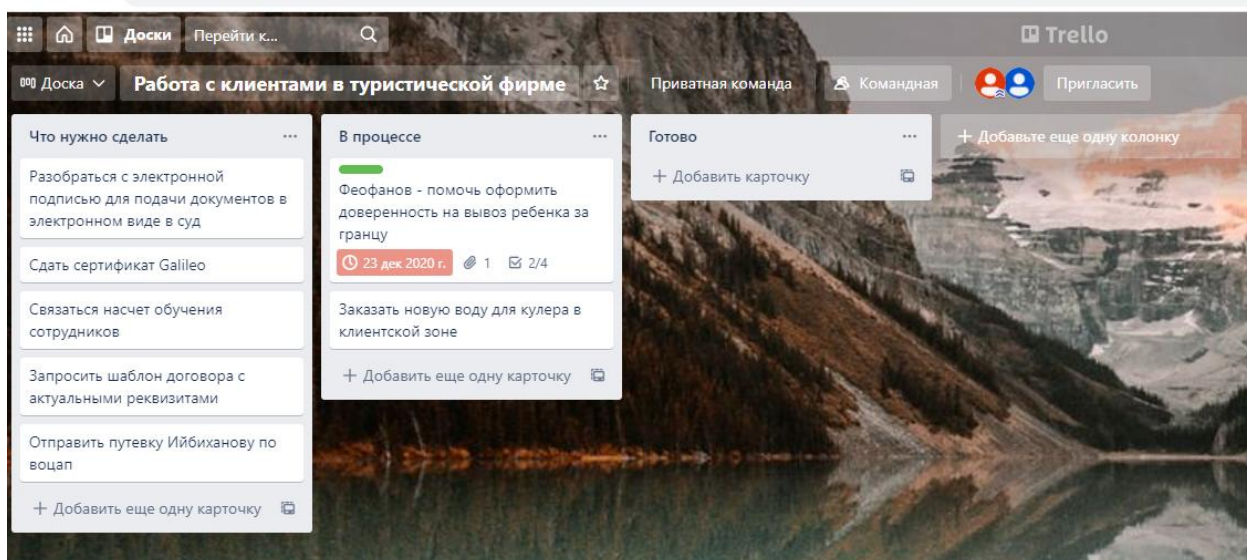 Доски
Перейти к...
Trello
Доска
Работа с клиентами в туристической фирме
Приватная команда
Командная
Пригласить
Что нужно сделать
Разобраться с электронной
подписью для подачи документов в
электронном виде в суд
Сдать сертификат Galileo
Связаться насчет обучения
сотрудников
Запросить шаблон договора с
актуальными реквизитами
Отправить путевку Ийбиханову по
воцап
+ Добавить еще одну карточку
В процессе
Феофанов - помочь оформить
доверенность на вывоз ребенка за
гранцу
23 дек 2020 г. 1 2/4
Заказать новую воду для кулера в
клиентской зоне
+ Добавить еще одну карточку
Готово
+ Добавить карточку
+ Добавьте еще одну колонку